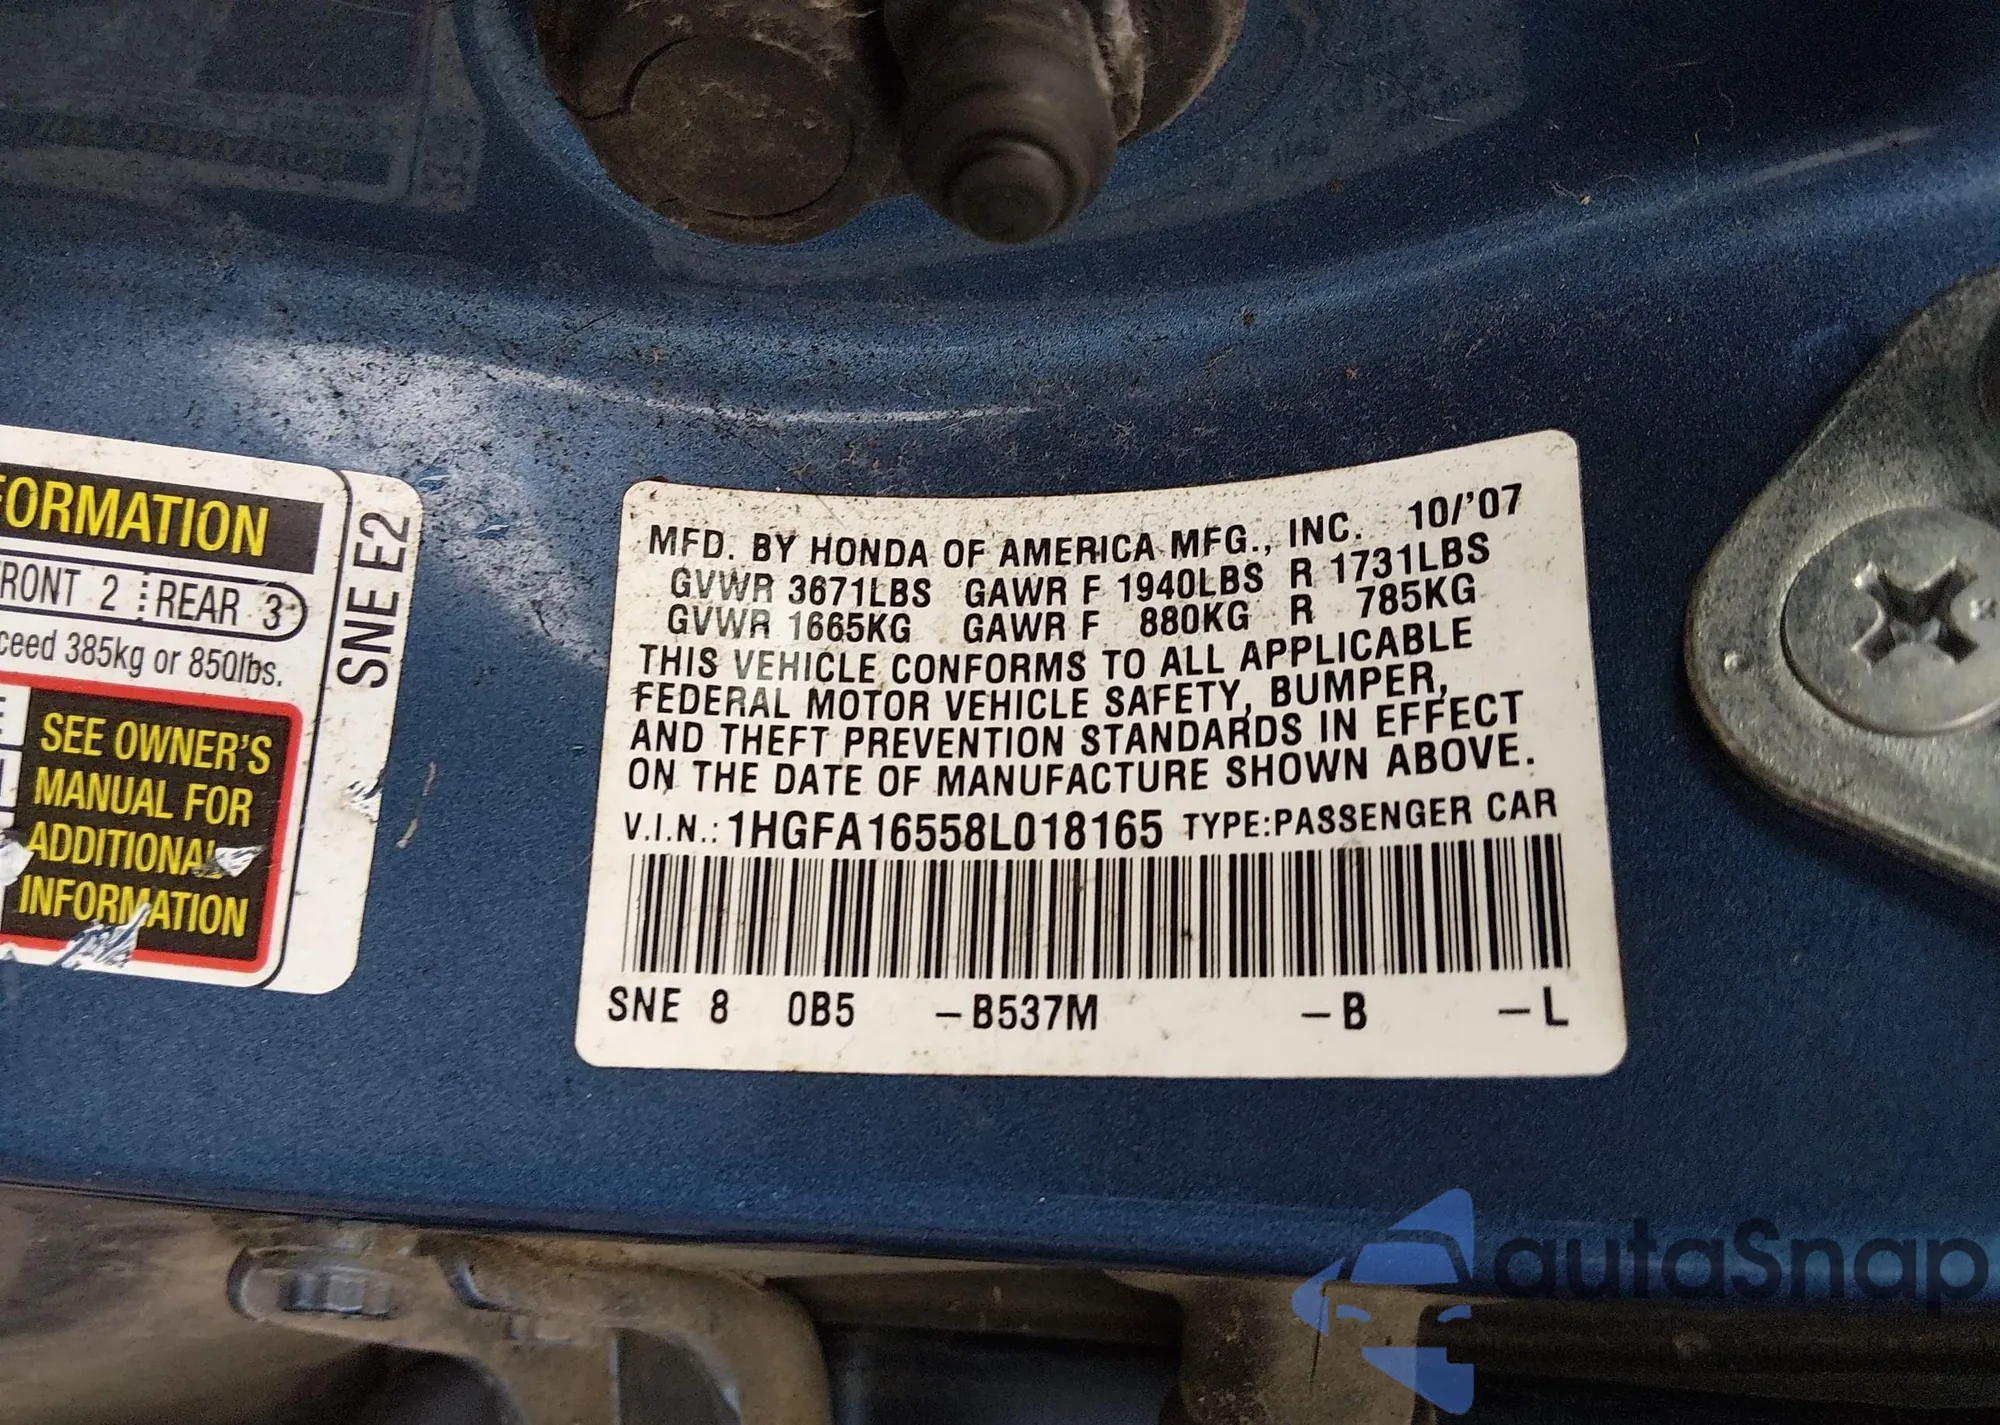 FORMATION
RONT 2 REAR 3
ceed 385kg or 850lbs.
SEE OWNER'S
MANUAL FOR
ADDITIONAL
INFORMATION
SNE E2
MFD. BY HONDA OF AMERICA MFG., INC. 10/'07
GVWR 3671LBS GAWR F 1940LBS R 1731LBS
GVWR 1665KG GAWR F 880KG R 785KG
THIS VEHICLE CONFORMS TO ALL APPLICABLE
FEDERAL MOTOR VEHICLE SAFETY, BUMPER,
AND THEFT PREVENTION STANDARDS IN EFFECT
ON THE DATE OF MANUFACTURE SHOWN ABOVE.
V.I.N.: 1HGFA16558L018165 TYPE:PASSENGER CAR
SNE 8 0B5 -B537M -B -L
autaSnap